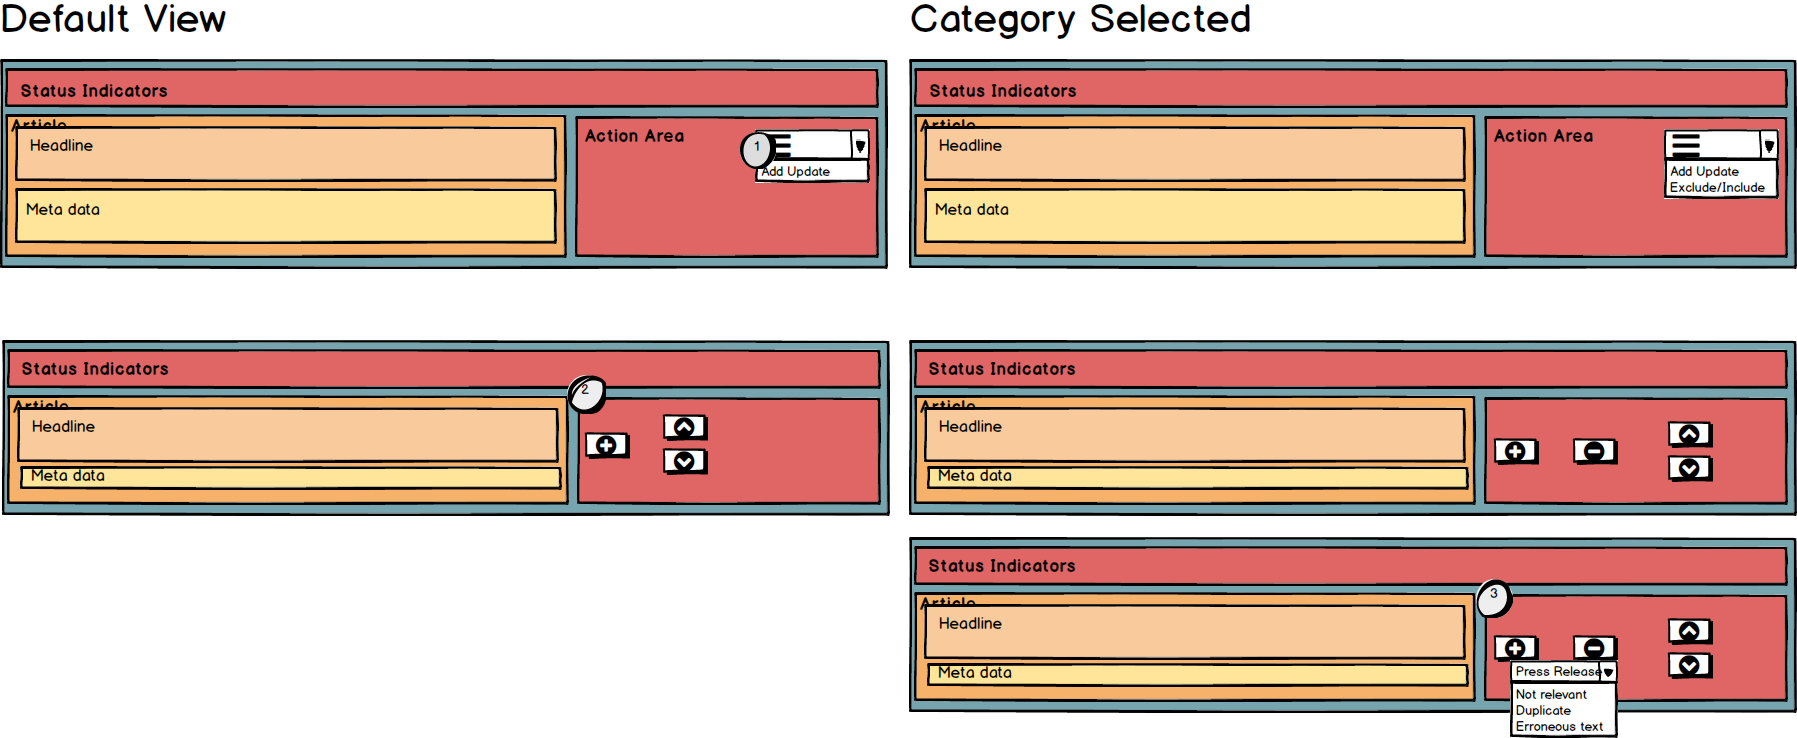 Default View
Category Selected
Status Indicators
Article
Headline
Meta data
Action Area
1
Add Update
Status Indicators
Article
Headline
Meta data
Action Area
Add Update
Exclude/Include
Status Indicators
Article
Headline
Meta data
2
Status Indicators
Article
Headline
Meta data
Status Indicators
Article
Headline
Meta data
3
Press Release
Not relevant
Duplicate
Erroneous text